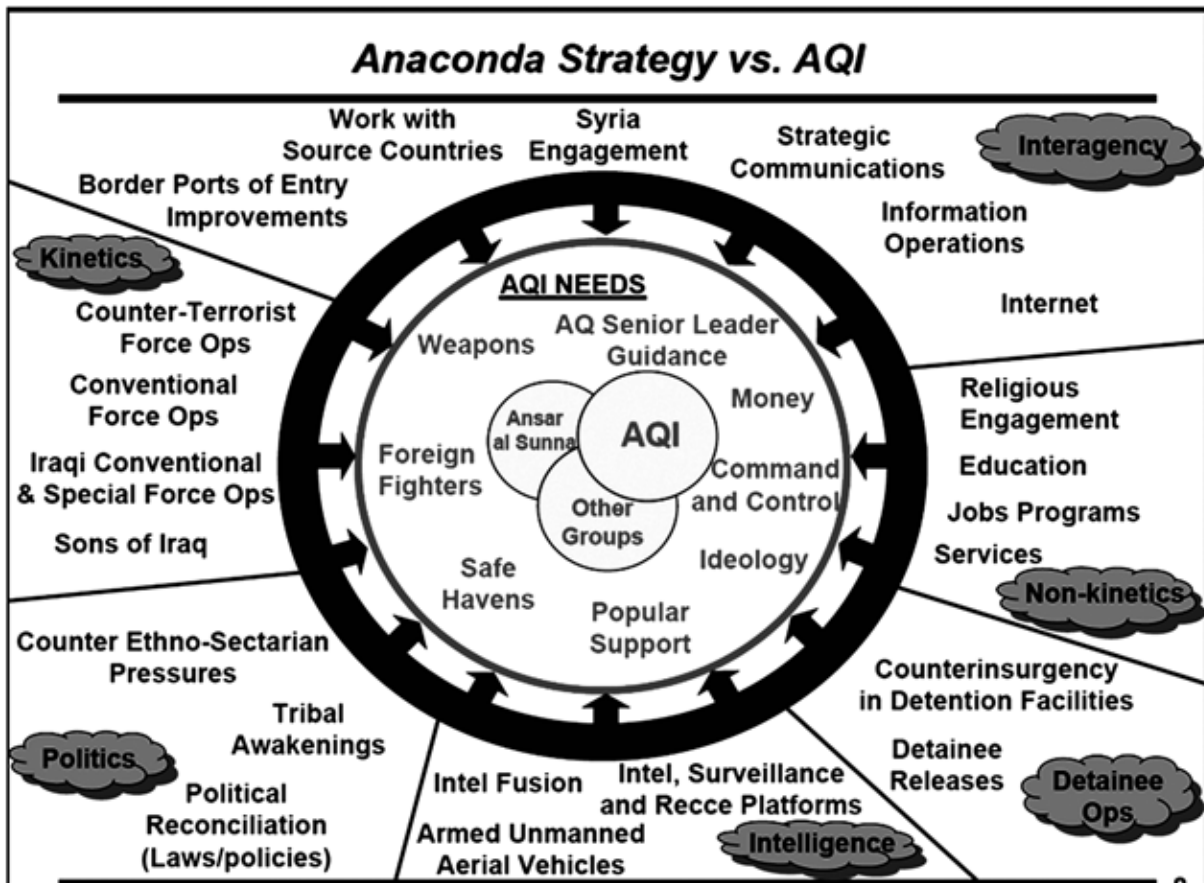 Anaconda Strategy vs. AQI
Work with
Source Countries
Syria
Engagement
Strategic
Communications
Interagency
Border Ports of Entry
Improvements
Information
Operations
Internet
Kinetics
Counter-Terrorist
Force Ops
Conventional
Force Ops
Iraqi Conventional
& Special Force Ops
Sons of Iraq
AQI NEEDS
Weapons
AQ Senior Leader
Guidance
Money
Ansar
al Sunna
AQI
Foreign
Fighters
Command
and Control
Other
Groups
Ideology
Safe
Havens
Popular
Support
Religious
Engagement
Education
Jobs Programs
Services
Non-kinetics
Counter Ethno-Sectarian
Pressures
Tribal
Awakenings
Politics
Political
Reconciliation
(Laws/policies)
Intel Fusion
Intel, Surveillance
and Recce Platforms
Armed Unmanned
Aerial Vehicles
Intelligence
Counterinsurgency
in Detention Facilities
Detainee
Releases
Detainee
Ops